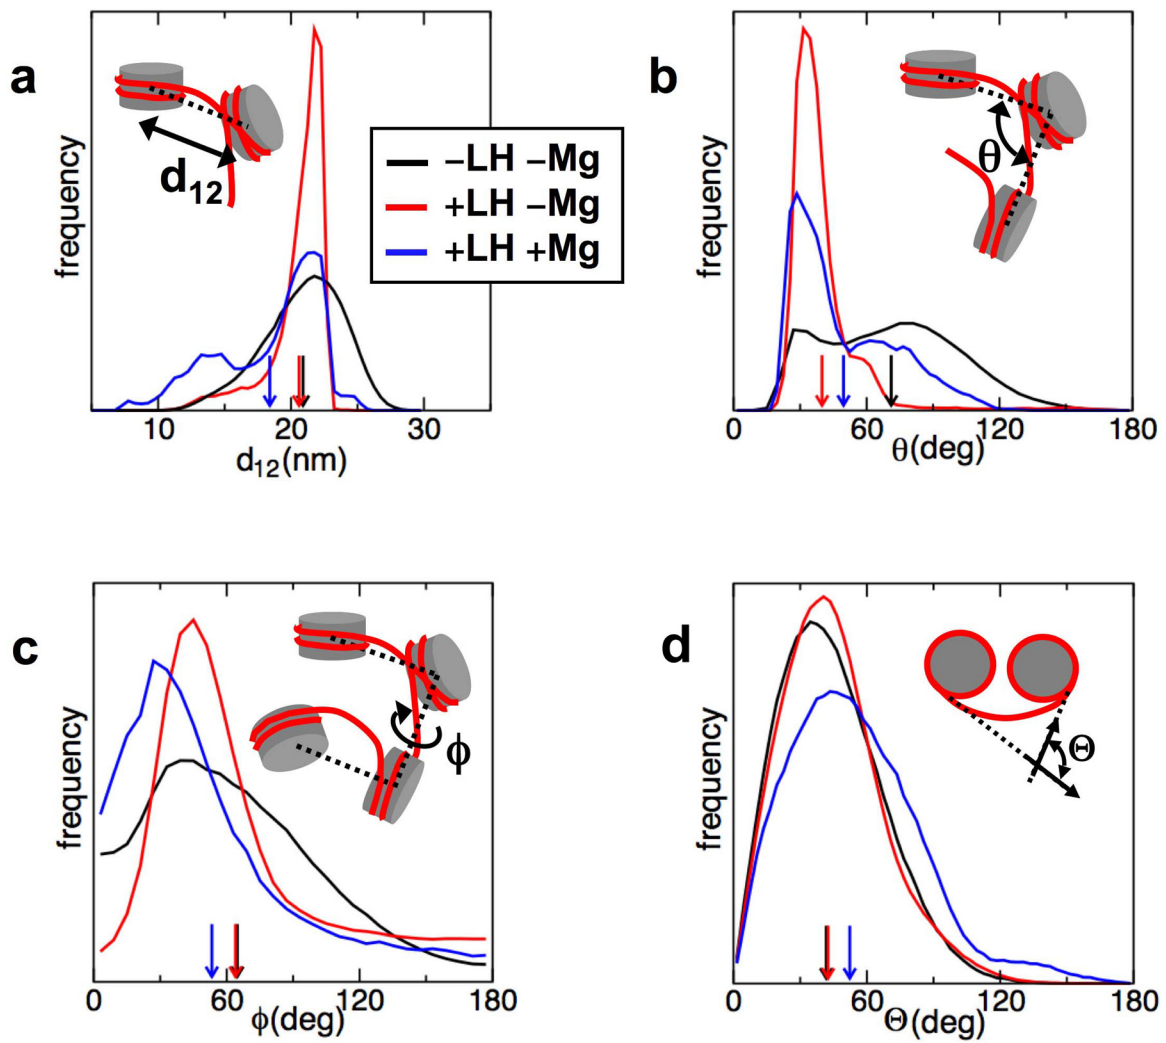 a
frequency
d₁₂
10 20 30
d₁₂(nm)
–LH –Mg
+LH –Mg
+LH +Mg
b
frequency
θ
0 60 120 180
θ(deg)
c
frequency
ϕ
0 60 120 180
ϕ(deg)
d
frequency
Θ
0 60 120 180
Θ(deg)